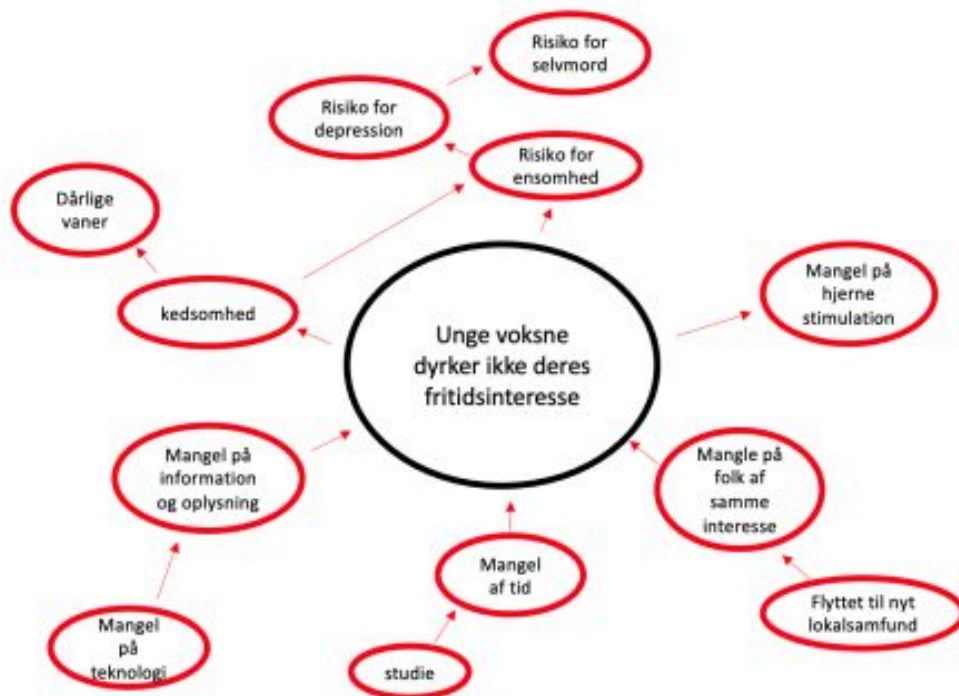 Risiko for
selvmord
Risiko for
depression
Risiko for
ensomhed
Dårlige
vaner
kedsomhed
Mangel på
hjerne
stimulation
Unge voksne
dyrker ikke deres
fritidsinteresse
Mangel på
information
og oplysning
Mangle på
folk af
samme
interesse
Mangel
af tid
Flyttet til nyt
lokalsamfund
Mangel
på
teknologi
studie